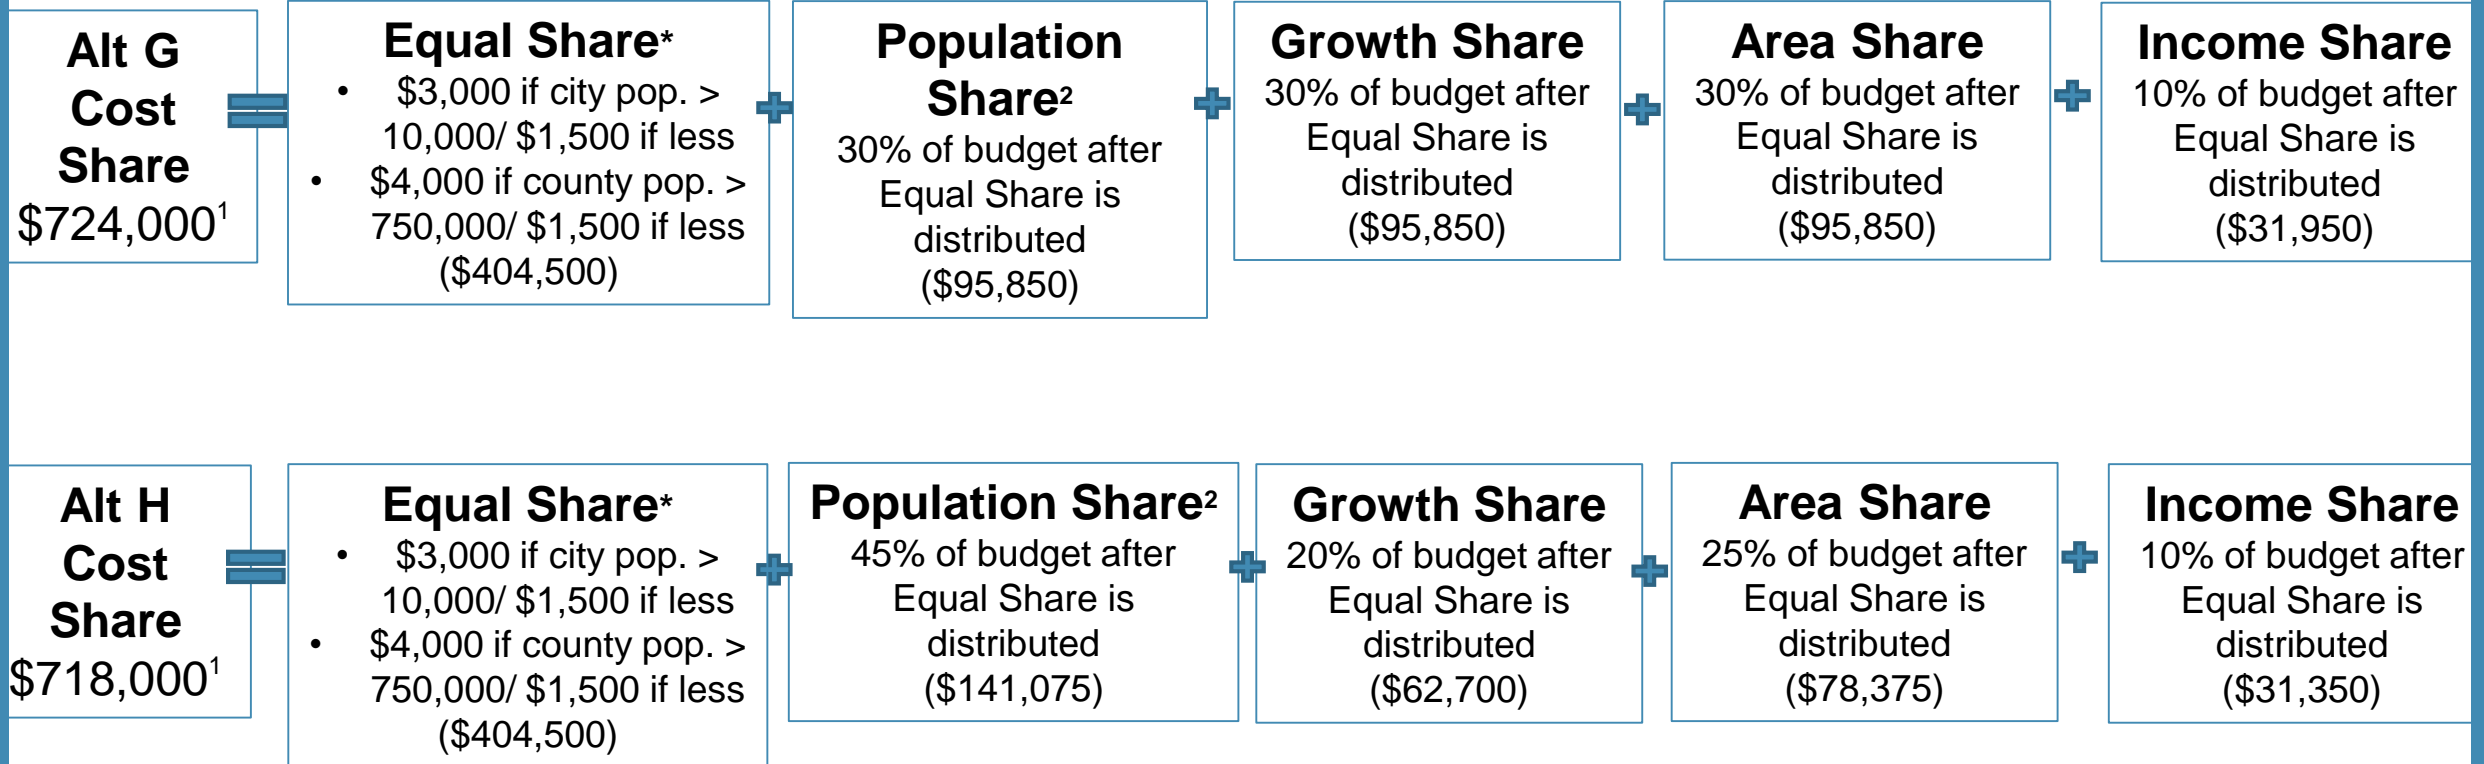 Alt G
Cost
Share
$724,000¹
Equal Share*
• $3,000 if city pop. >
10,000/ $1,500 if less
• $4,000 if county pop. >
750,000/ $1,500 if less
($404,500)
Population
Share²
30% of budget after
Equal Share is
distributed
($95,850)
Growth Share
30% of budget after
Equal Share is
distributed
($95,850)
Area Share
30% of budget after
Equal Share is
distributed
($95,850)
Income Share
10% of budget after
Equal Share is
distributed
($31,950)
Alt H
Cost
Share
$718,000¹
Equal Share*
• $3,000 if city pop. >
10,000/ $1,500 if less
• $4,000 if county pop. >
750,000/ $1,500 if less
($404,500)
Population Share²
45% of budget after
Equal Share is
distributed
($141,075)
Growth Share
20% of budget after
Equal Share is
distributed
($62,700)
Area Share
25% of budget after
Equal Share is
distributed
($78,375)
Income Share
10% of budget after
Equal Share is
distributed
($31,350)